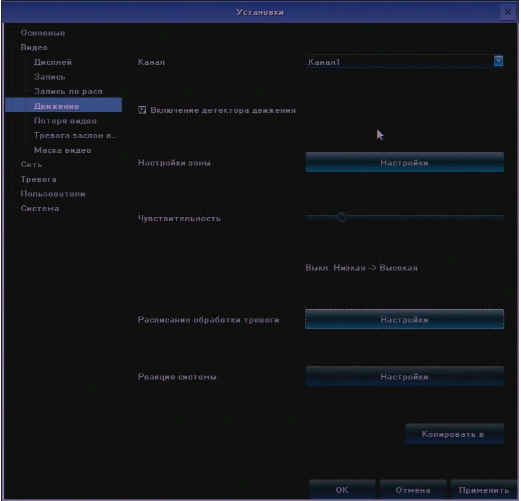 Установки
Основные
Видео
Дисплей
Запись
Запись по расп.
Движение
Потеря видео
Тревога заслон в..
Маска видео
Сеть
Тревога
Пользователи
Система
Канал
Канал1
Включение детектора движения
Настройки зоны
Настройки
Чувствительность
Выкл. Низкая -> Высокая
Расписание обработки тревоги
Настройки
Реакция системы
Настройки
Копировать в
OK
Отмена
Применить